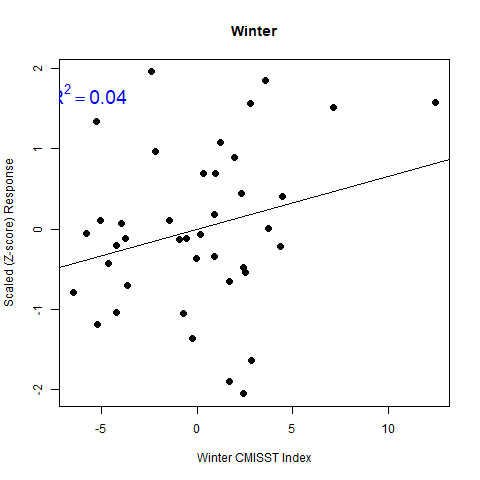 Winter
R² = 0.04
Scaled (Z-score) Response
2
1
0
-1
-2
-5 0 5 10
Winter CMISST Index